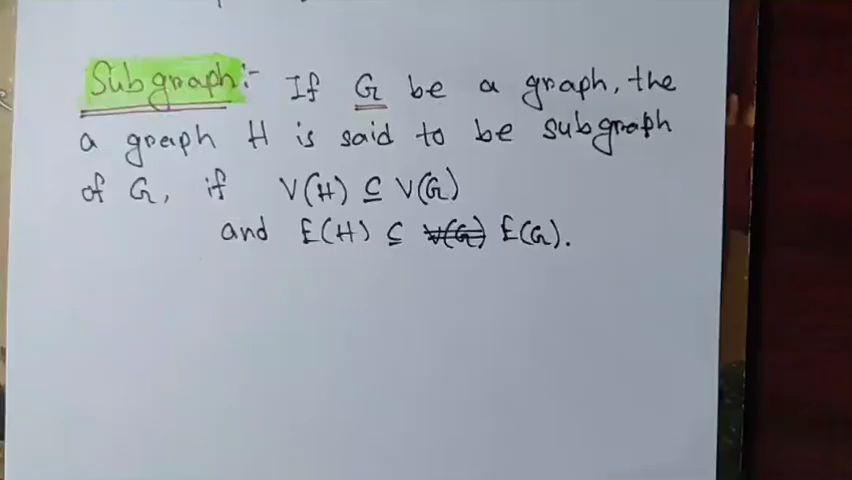 Subgraph:- If G be a graph, the
a graph H is said to be subgraph
of G, if V(H) ⊆ V(G)
and E(H) ⊆ ~~V(G)~~ E(G).